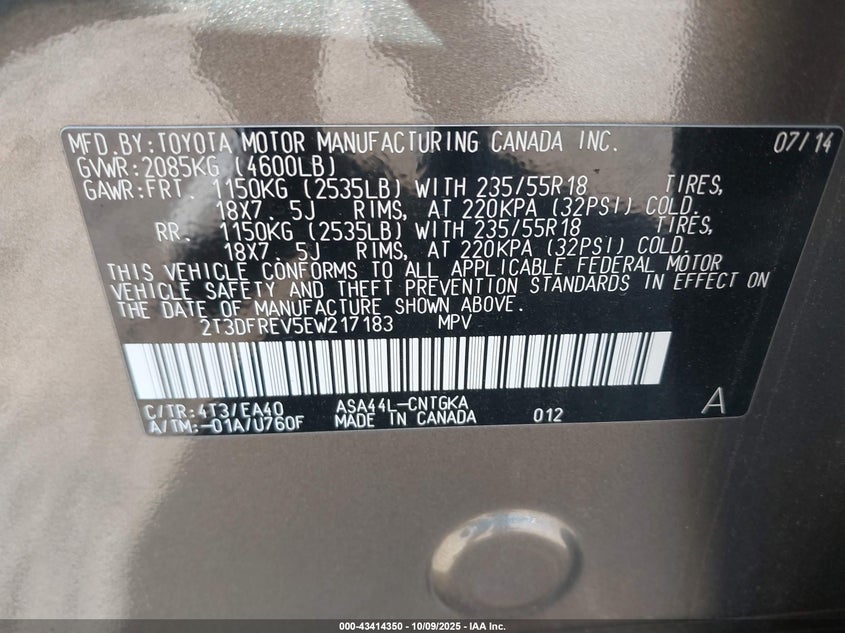 MFD.BY:TOYOTA MOTOR MANUFACTURING CANADA INC. 07/14
GVWR:2085KG (4600LB)
GAWR:FRT. 1150KG (2535LB) WITH 235/55R18 TIRES,
18X7.5J RIMS, AT 220KPA (32PSI) COLD.
RR. 1150KG (2535LB) WITH 235/55R18 TIRES,
18X7.5J RIMS, AT 220KPA (32PSI) COLD.
THIS VEHICLE CONFORMS TO ALL APPLICABLE FEDERAL MOTOR
VEHICLE SAFETY AND THEFT PREVENTION STANDARDS IN EFFECT ON
THE DATE OF MANUFACTURE SHOWN ABOVE.
2T3DFREV5EW217183 MPV
C/TR:4T3/EA40 ASA44L-CNTGKA A
A/TM:-01A/U760F MADE IN CANADA 012
000-43414350 - 10/09/2025 - IAA Inc.